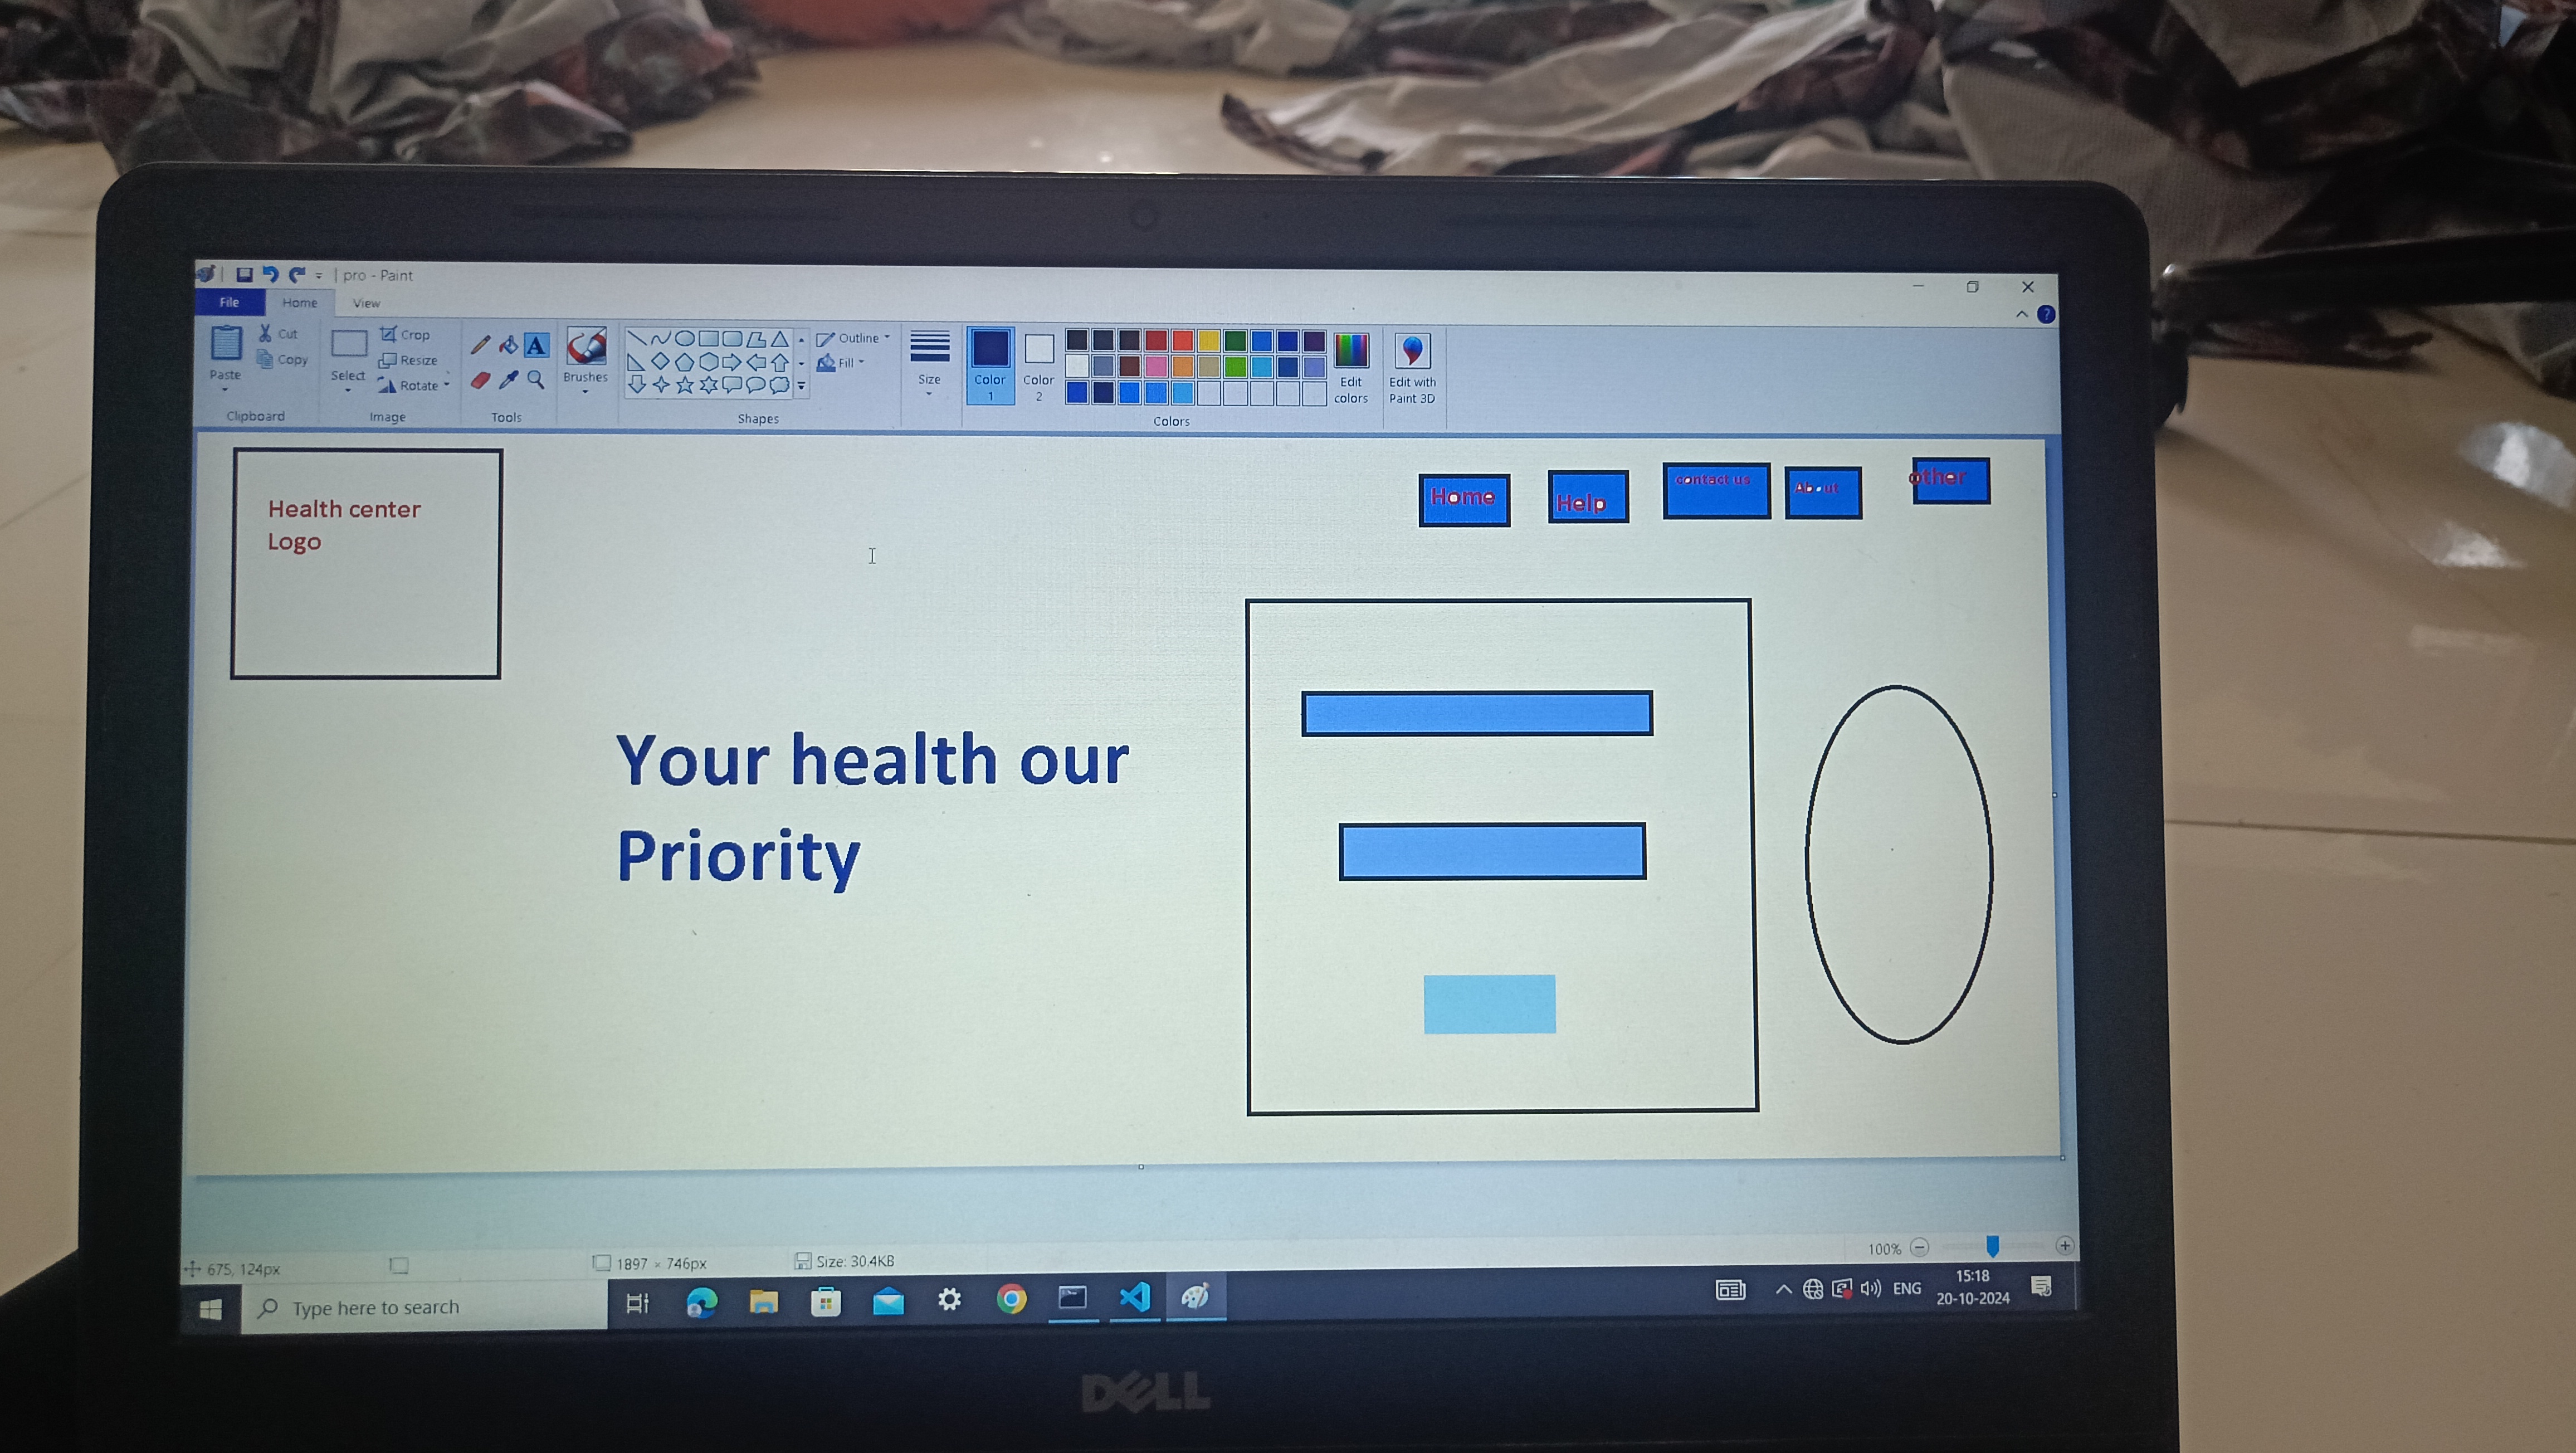 pro - Paint
File Home View
Paste
Cut
Copy
Clipboard
Select
Crop
Resize
Rotate
Image
A
Tools
Brushes
Shapes
Outline
Fill
Size
Color 1
Color 2
Colors
Edit colors
Edit with Paint 3D
Health center
Logo
Home
Help
contact us
About
other
Your health our
Priority
675, 124px
1897 × 746px
Size: 30.4KB
100%
Type here to search
ENG
15:18
20-10-2024
DELL